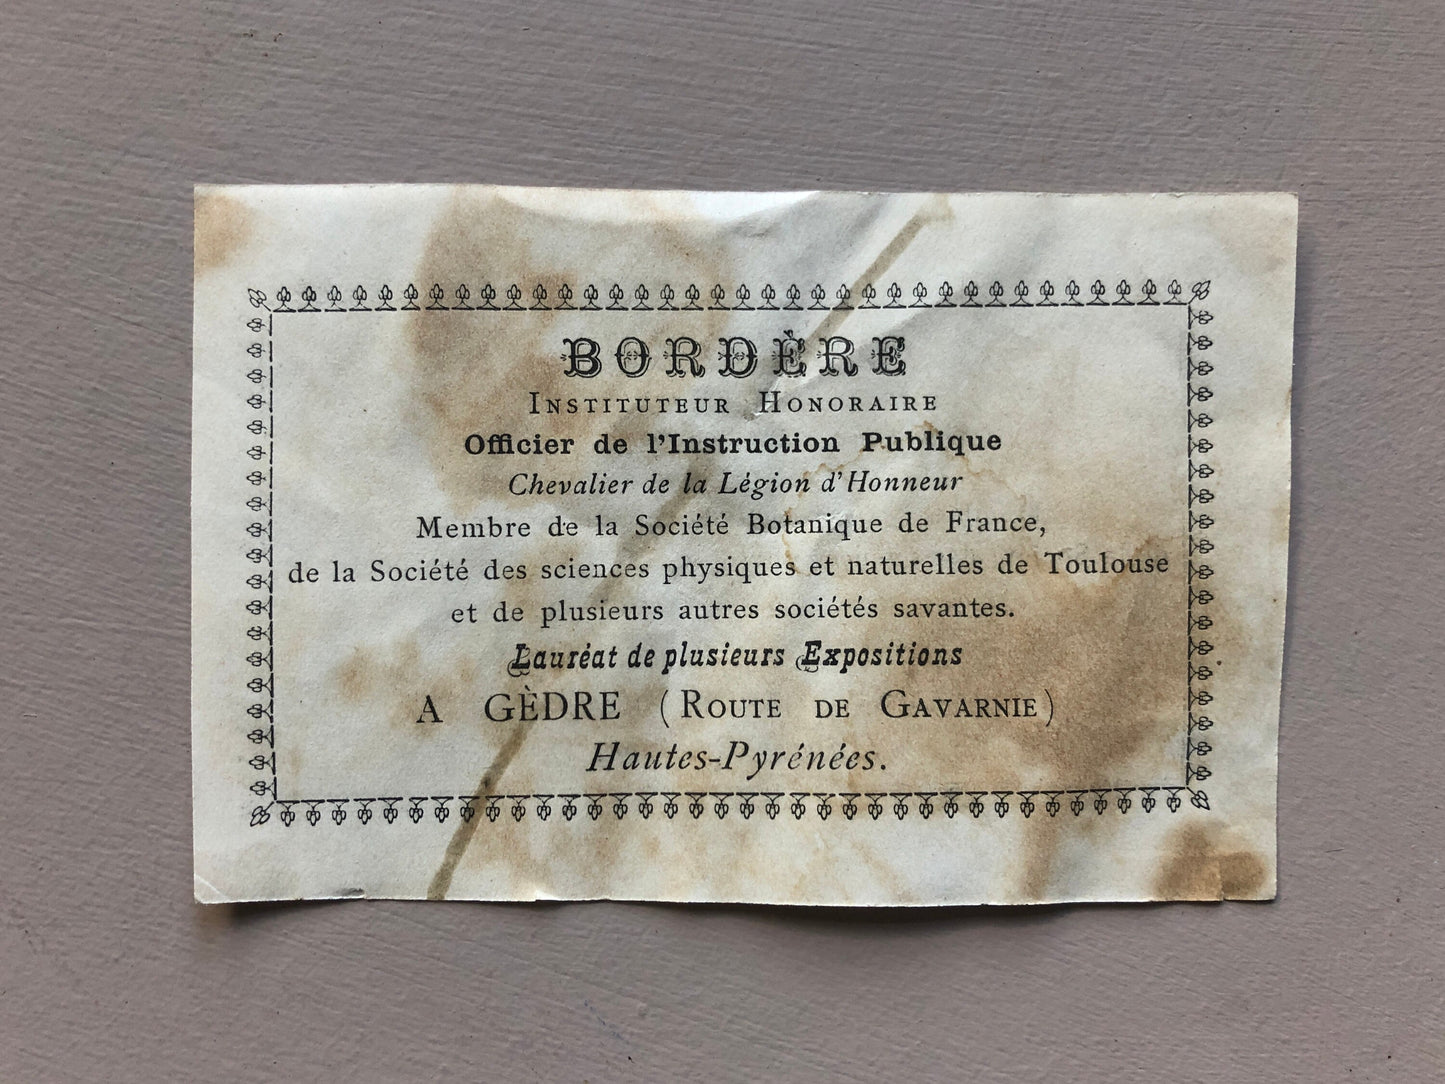 BORDÈRE
INSTITUTEUR HONORAIRE
Officier de l'Instruction Publique
Chevalier de la Légion d'Honneur
Membre de la Société Botanique de France,
de la Société des sciences physiques et naturelles de Toulouse
et de plusieurs autres sociétés savantes.
Lauréat de plusieurs Expositions
A GÈDRE (ROUTE DE GAVARNIE)
Hautes-Pyrénées.